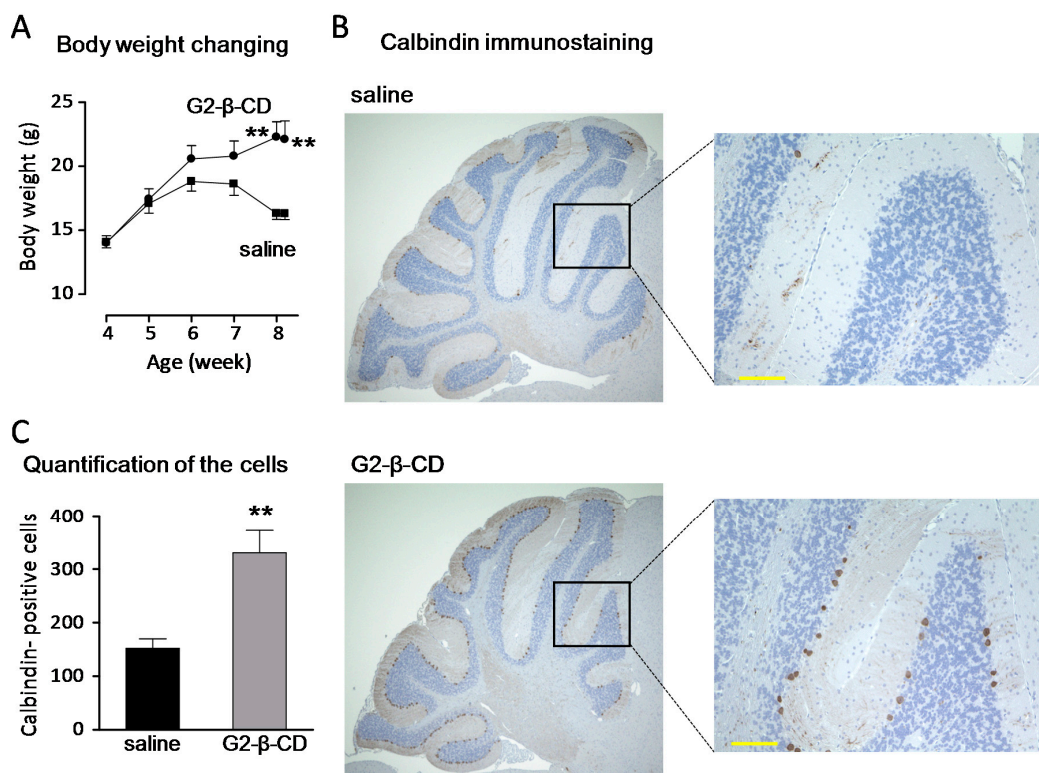 A
Body weight changing
G2-β-CD
**
**
saline
25
20
15
10
Body weight (g)
4 5 6 7 8
Age (week)
B
Calbindin immunostaining
saline
G2-β-CD
C
Quantification of the cells
**
400
300
200
100
0
Calbindin- positive cells
saline G2-β-CD